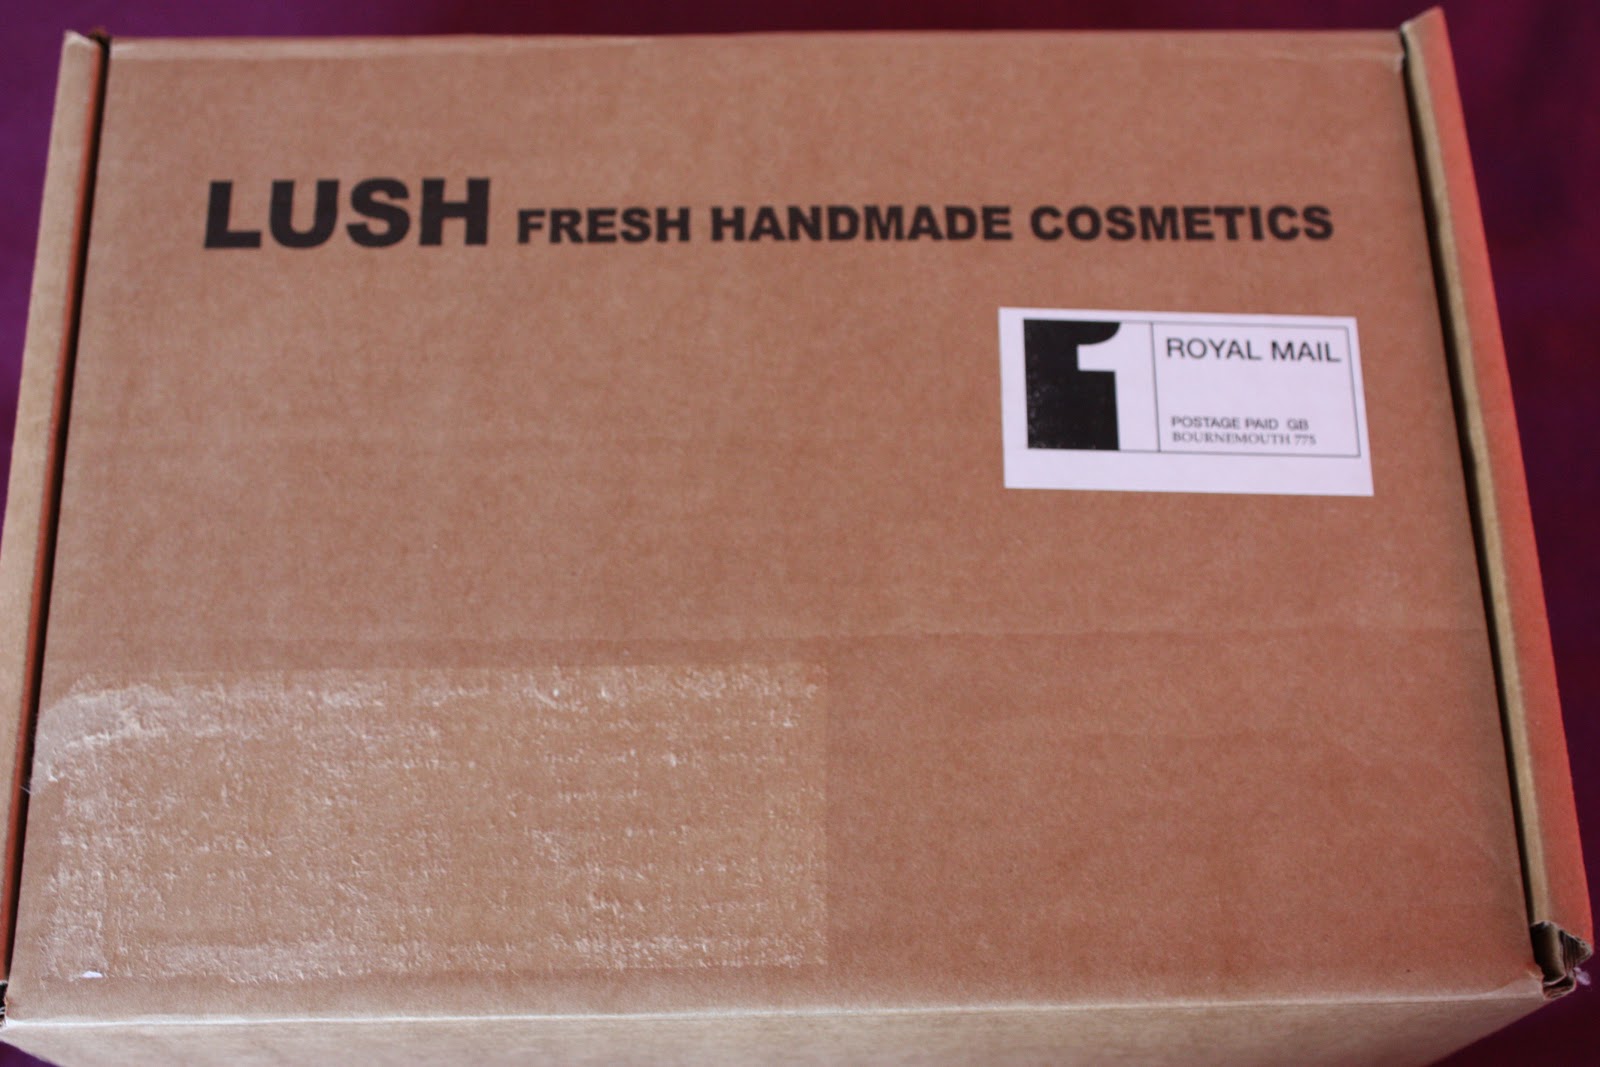 LUSH FRESH HANDMADE COSMETICS
1
ROYAL MAIL
POSTAGE PAID GB
BOURNEMOUTH 775